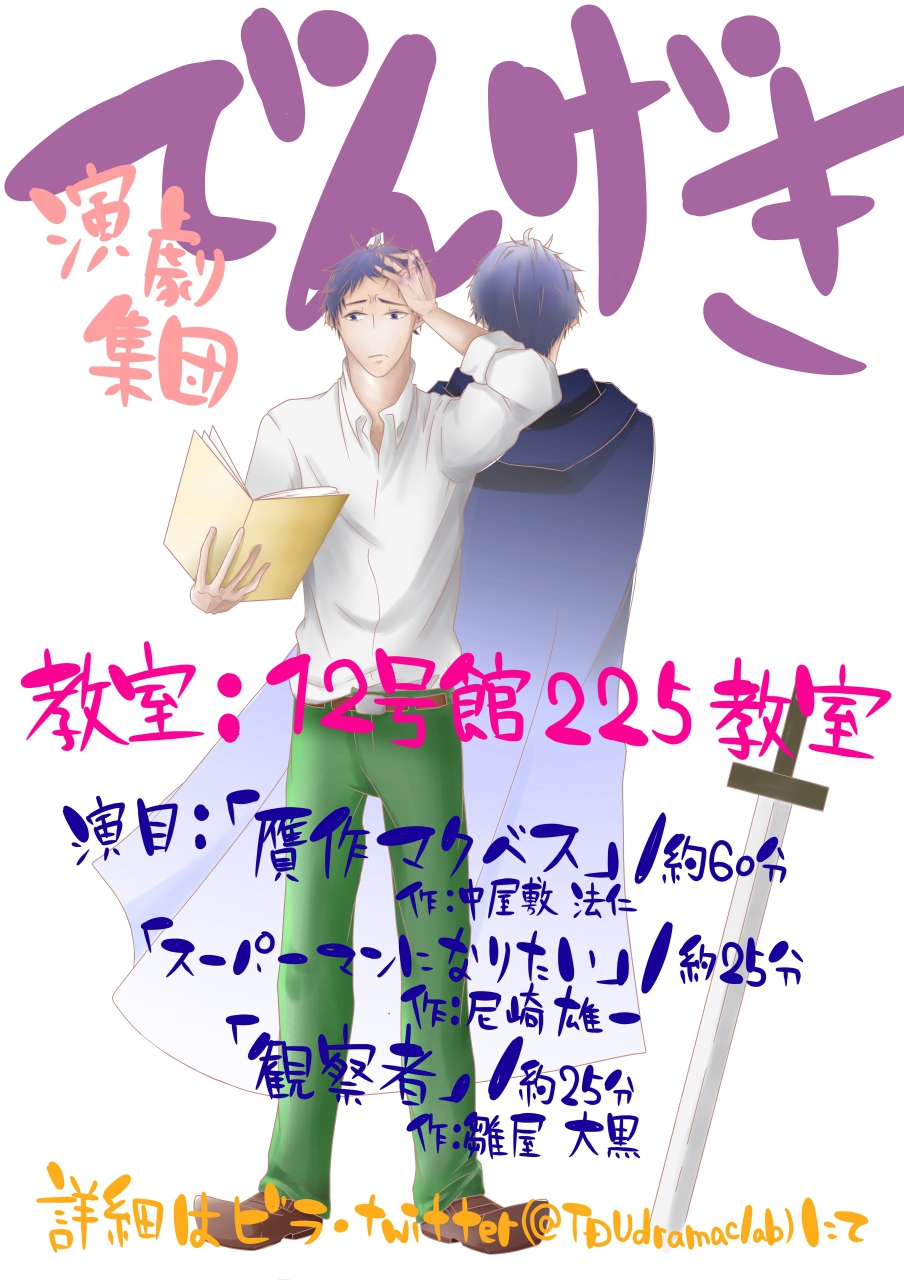 でんげき
演劇
集団
教室：12号館225教室
演目：「贋作マクベス」/約60分
作：中屋敷 法仁
「スーパーマンになりたい」/約25分
作：尼崎 雄一
「観察者」/約25分
作：雛屋 大黒
詳細はビラ・twitter(@TDUdramaclab)にて